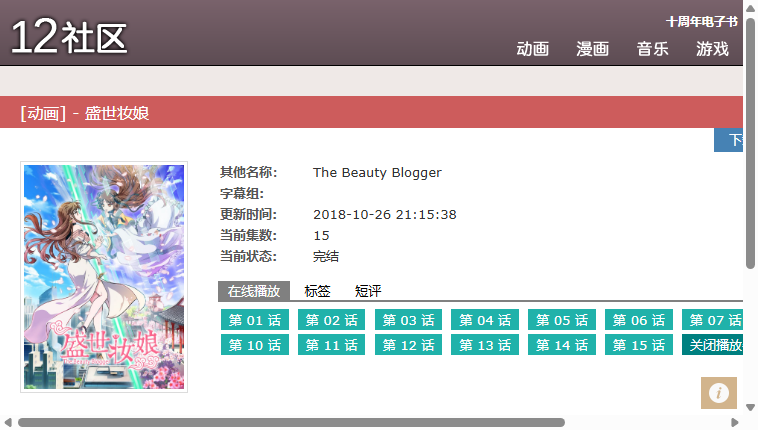 12社区
十周年电子书
动画 漫画 音乐 游戏
[动画] - 盛世妆娘
盛世妆娘
其他名称: The Beauty Blogger
字幕组:
更新时间: 2018-10-26 21:15:38
当前集数: 15
当前状态: 完结
在线播放 标签 短评
第 01 话 第 02 话 第 03 话 第 04 话 第 05 话 第 06 话 第 07 话
第 10 话 第 11 话 第 12 话 第 13 话 第 14 话 第 15 话 关闭播放